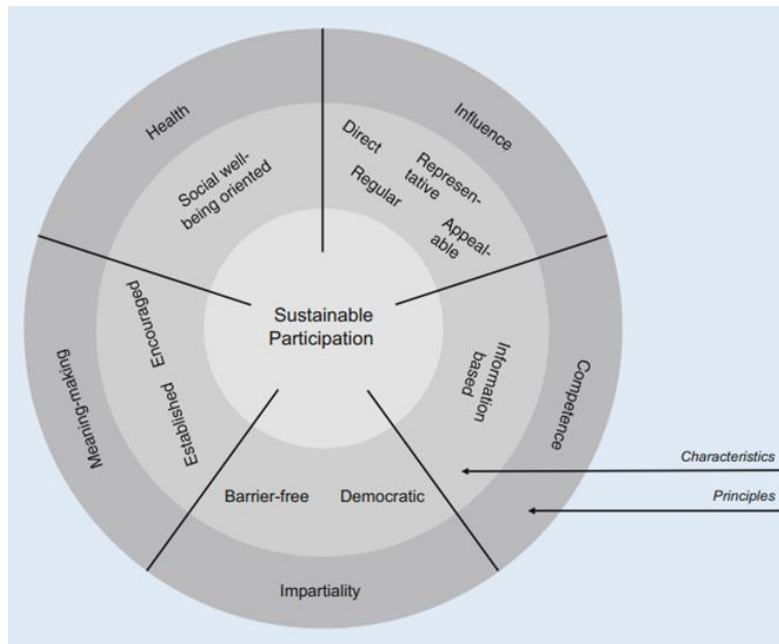 Health
Influence
Social well-
being oriented
Direct
Regular
Represen-
tative
Appeal-
able
Sustainable
Participation
Encouraged
Established
Meaning-making
Information
based
Competence
Characteristics
Principles
Barrier-free
Democratic
Impartiality